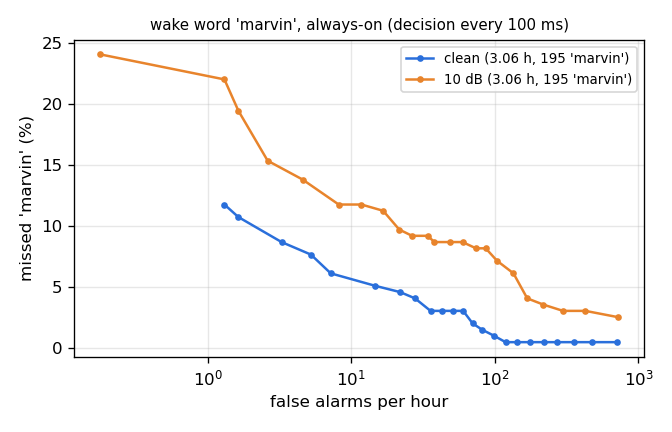 wake word 'marvin', always-on (decision every 100 ms)
clean (3.06 h, 195 'marvin')
10 dB (3.06 h, 195 'marvin')
missed 'marvin' (%)
25
20
15
10
5
0
10⁰ 10¹ 10² 10³
false alarms per hour